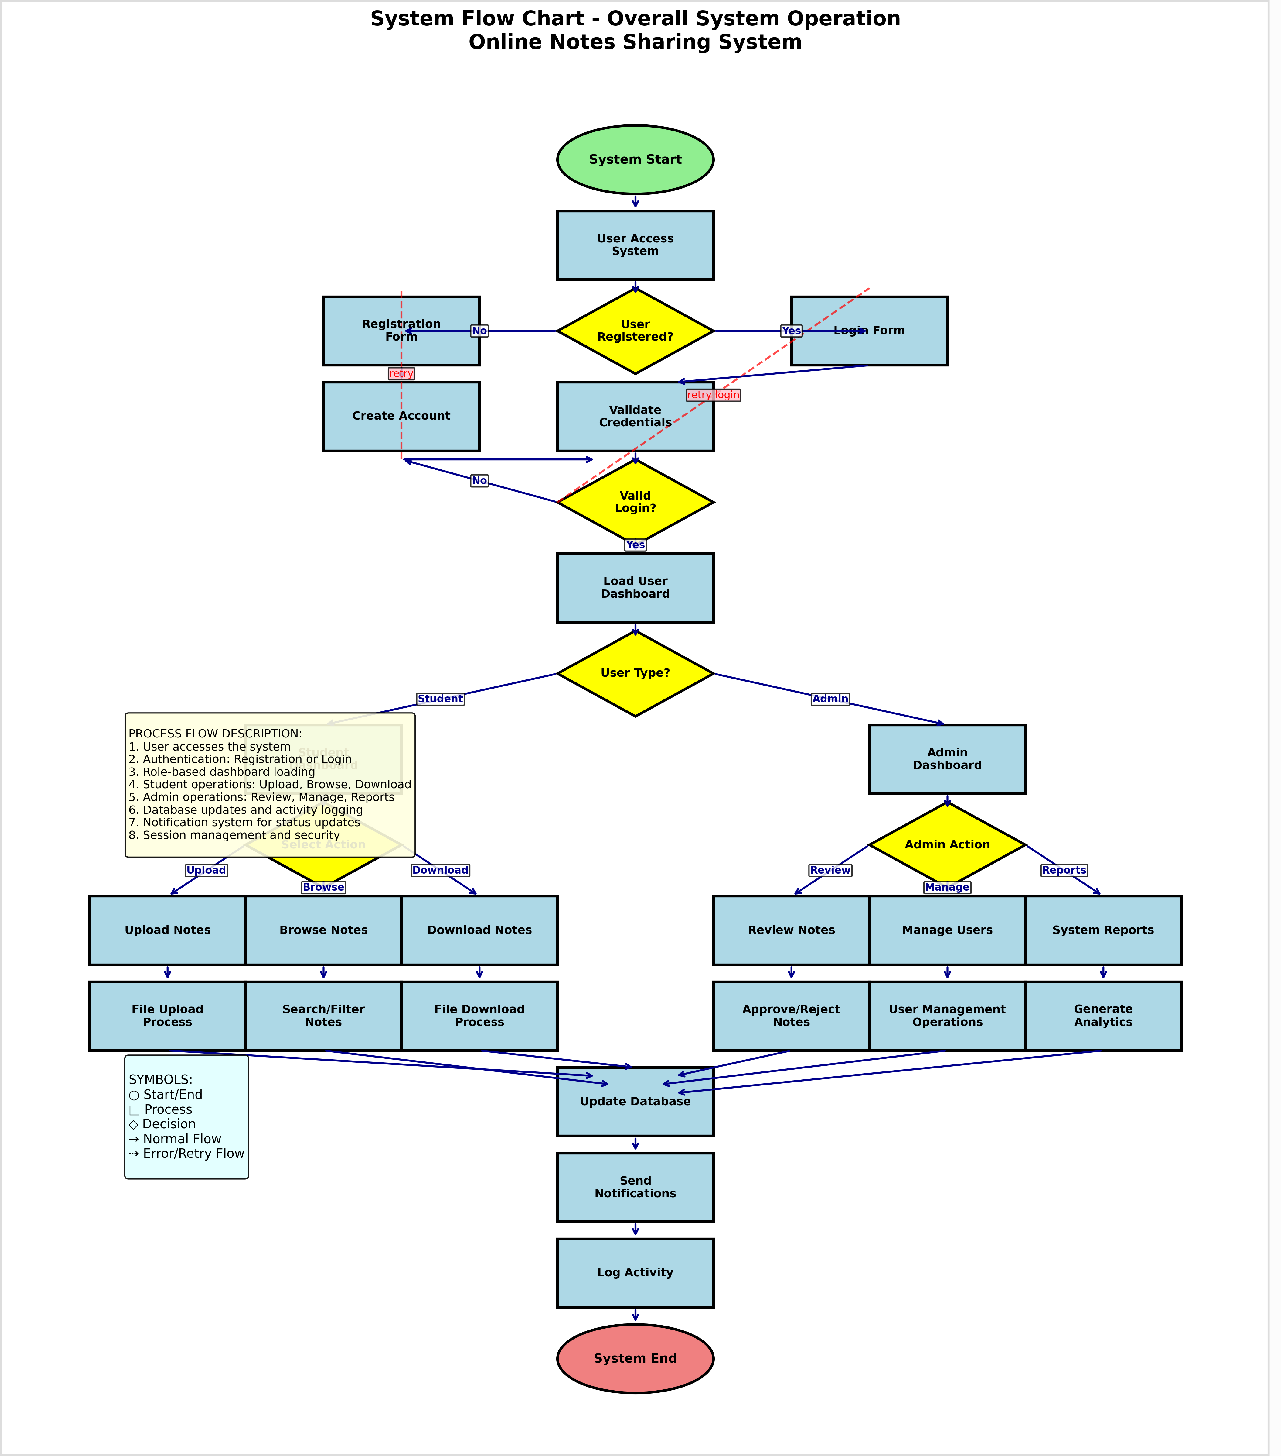 System Flow Chart - Overall System Operation
Online Notes Sharing System
System Start
User Access
System
Registration
Form
No
User
Registered?
Yes
Login Form
retry
retry login
Create Account
Validate
Credentials
No
Valid
Login?
Yes
Load User
Dashboard
User Type?
Student
Admin
PROCESS FLOW DESCRIPTION:
1. User accesses the system
2. Authentication: Registration or Login
3. Role-based dashboard loading
4. Student operations: Upload, Browse, Download
5. Admin operations: Review, Manage, Reports
6. Database updates and activity logging
7. Notification system for status updates
8. Session management and security
Student
Select Action
Admin
Dashboard
Admin Action
Upload
Browse
Download
Review
Manage
Reports
Upload Notes
Browse Notes
Download Notes
Review Notes
Manage Users
System Reports
File Upload
Process
Search/Filter
Notes
File Download
Process
Approve/Reject
Notes
User Management
Operations
Generate
Analytics
SYMBOLS:
○ Start/End
∟ Process
◇ Decision
→ Normal Flow
⇢ Error/Retry Flow
Update Database
Send
Notifications
Log Activity
System End